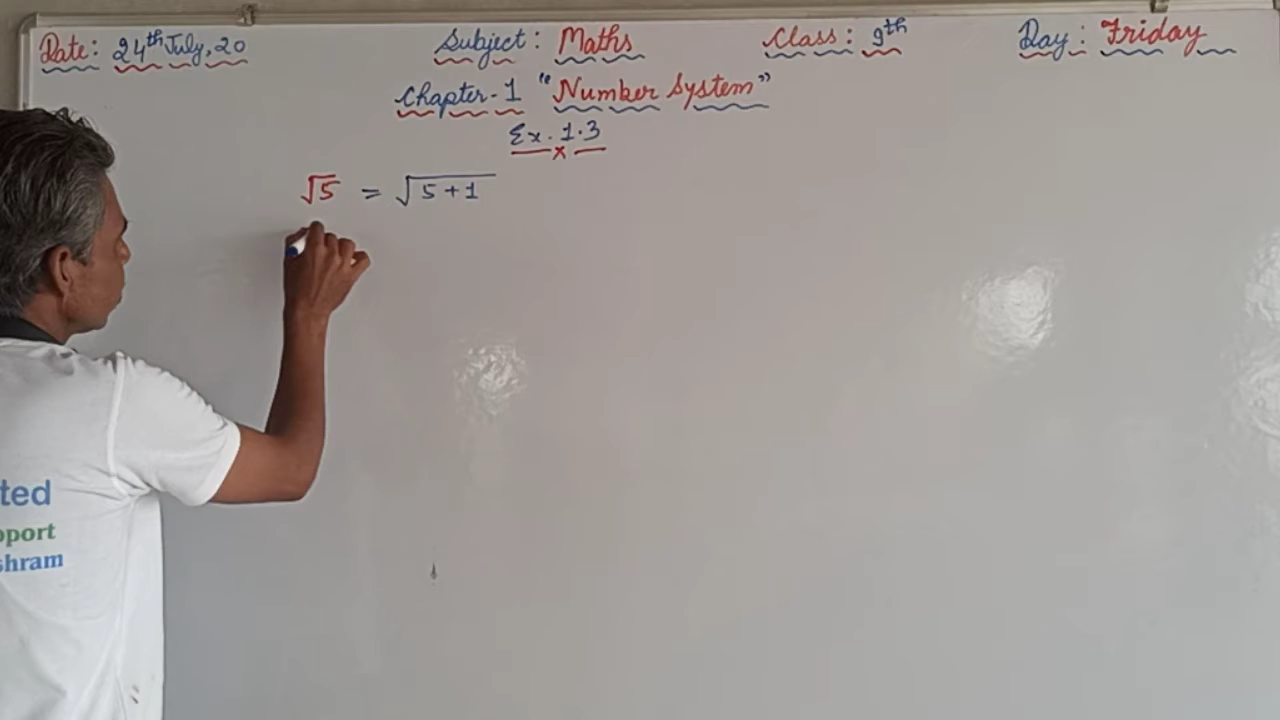 Date: 24th July, 20 Subject: Maths Class: 9th Day: Friday
Chapter-1 "Number System"
Ex. 1.3
√5 = √5+1
ted
pport
shram